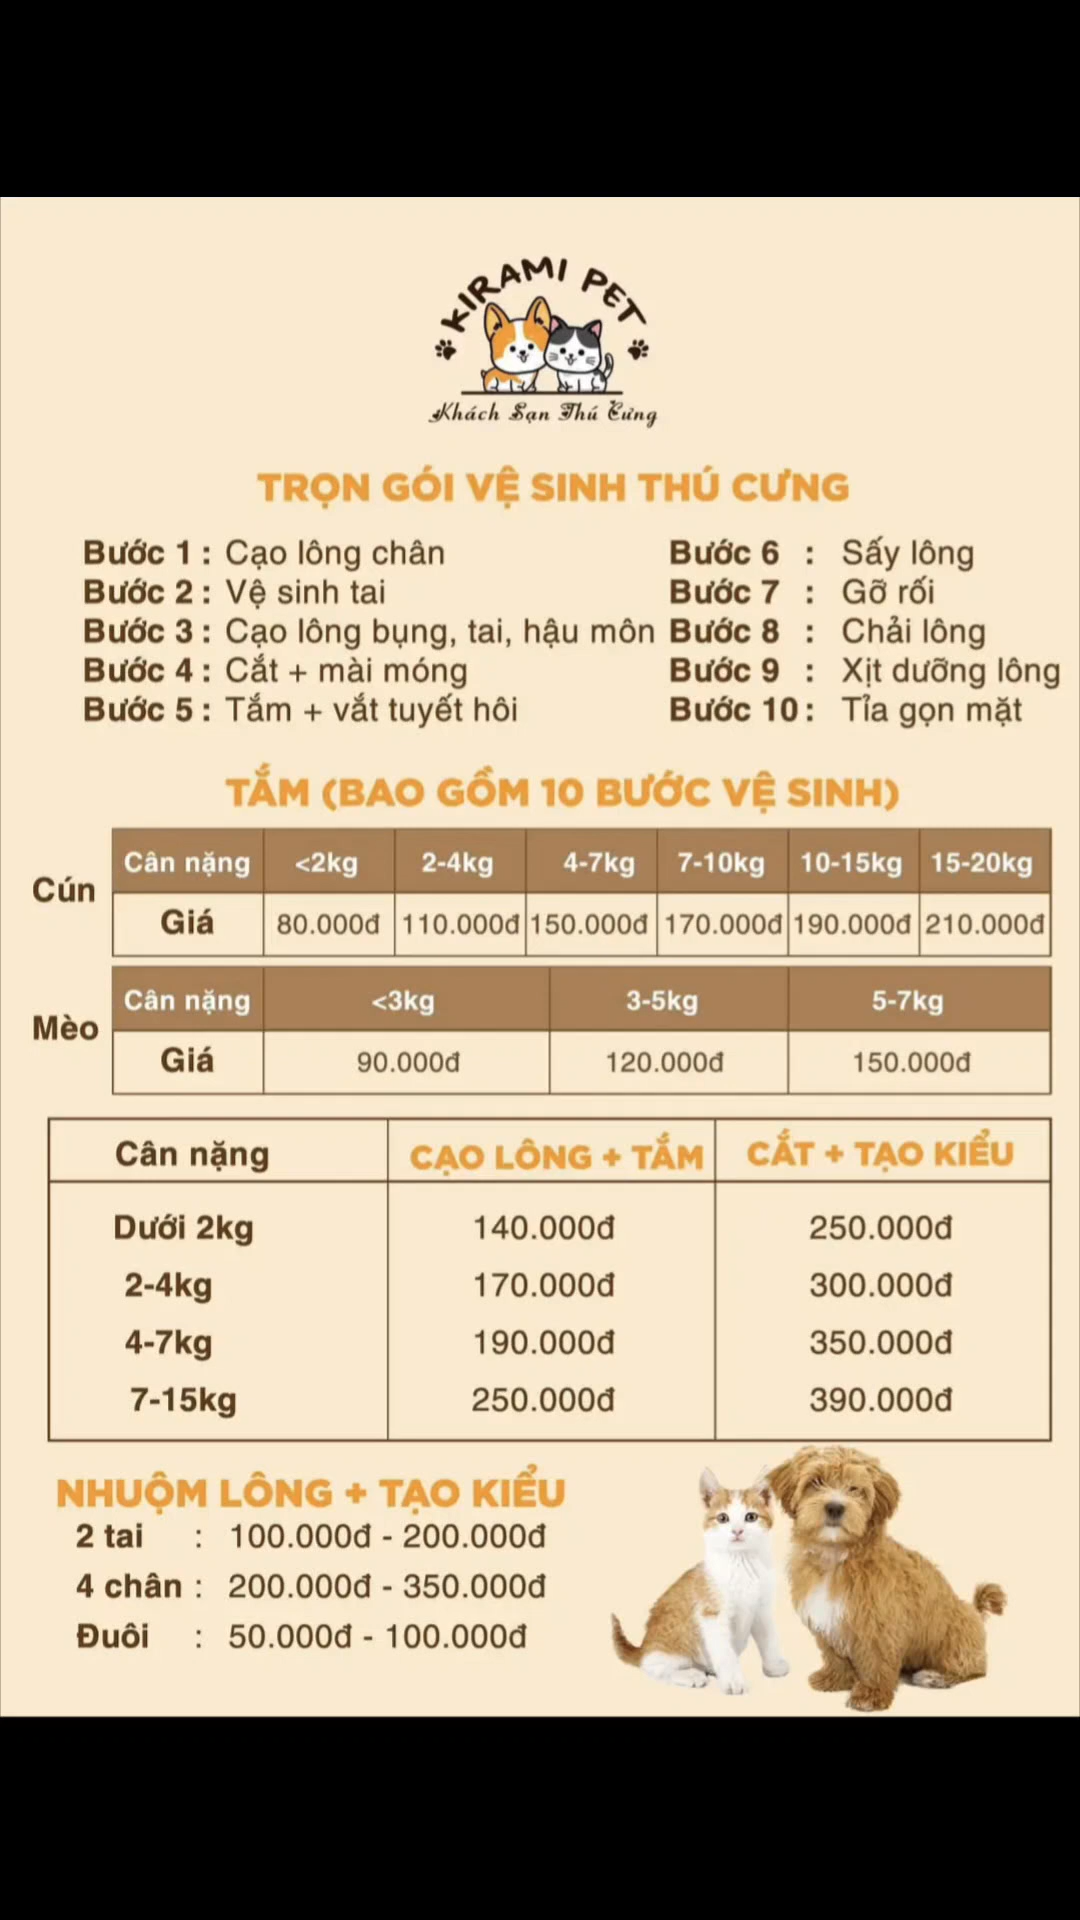 KIRAMI PET
Khách Sạn Thú Cưng
TRỌN GÓI VỆ SINH THÚ CƯNG
Bước 1 : Cạo lông chân
Bước 2 : Vệ sinh tai
Bước 3 : Cạo lông bụng, tai, hậu môn
Bước 4 : Cắt + mài móng
Bước 5 : Tắm + vắt tuyết hôi
Bước 6 : Sấy lông
Bước 7 : Gỡ rối
Bước 8 : Chải lông
Bước 9 : Xịt dưỡng lông
Bước 10 : Tỉa gọn mặt
TẮM (BAO GỒM 10 BƯỚC VỆ SINH)
Cún
Cân nặng <2kg 2-4kg 4-7kg 7-10kg 10-15kg 15-20kg
Giá 80.000đ 110.000đ 150.000đ 170.000đ 190.000đ 210.000đ
Mèo
Cân nặng <3kg 3-5kg 5-7kg
Giá 90.000đ 120.000đ 150.000đ
Cân nặng CẠO LÔNG + TẮM CẮT + TẠO KIỂU
Dưới 2kg 140.000đ 250.000đ
2-4kg 170.000đ 300.000đ
4-7kg 190.000đ 350.000đ
7-15kg 250.000đ 390.000đ
NHUỘM LÔNG + TẠO KIỂU
2 tai : 100.000đ - 200.000đ
4 chân : 200.000đ - 350.000đ
Đuôi : 50.000đ - 100.000đ